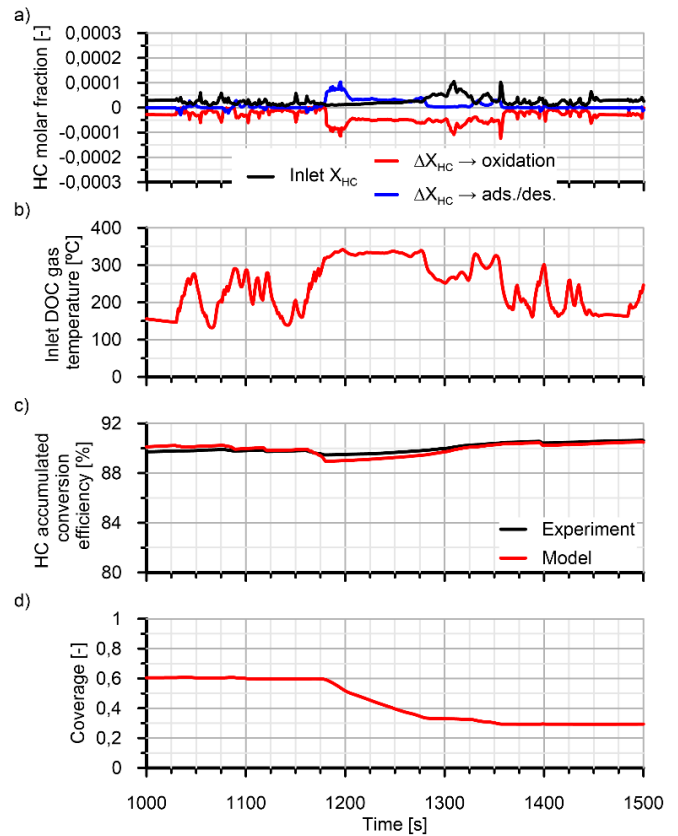 a)
0,0003
0,0002
0,0001
0
-0,0001
-0,0002
-0,0003
HC molar fraction [-]
Inlet X_HC
ΔX_HC → oxidation
ΔX_HC → ads./des.
b)
400
300
200
100
0
Inlet DOC gas
temperature [ºC]
c)
92
88
84
80
HC accumulated
conversion
efficiency [%]
Experiment
Model
d)
1
0,8
0,6
0,4
0,2
0
Coverage [-]
1000 1100 1200 1300 1400 1500
Time [s]